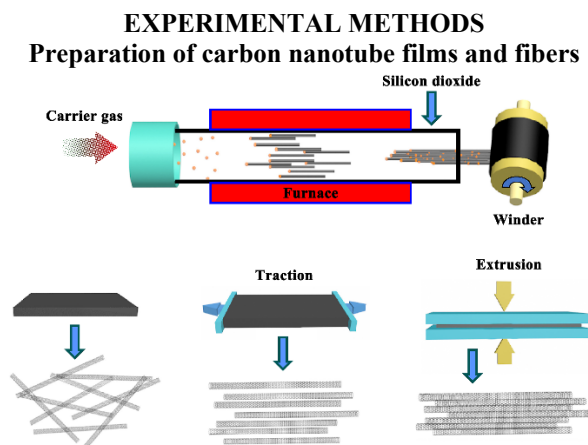 EXPERIMENTAL METHODS
Preparation of carbon nanotube films and fibers
Silicon dioxide
Carrier gas
Furnace
Winder
Traction
Extrusion